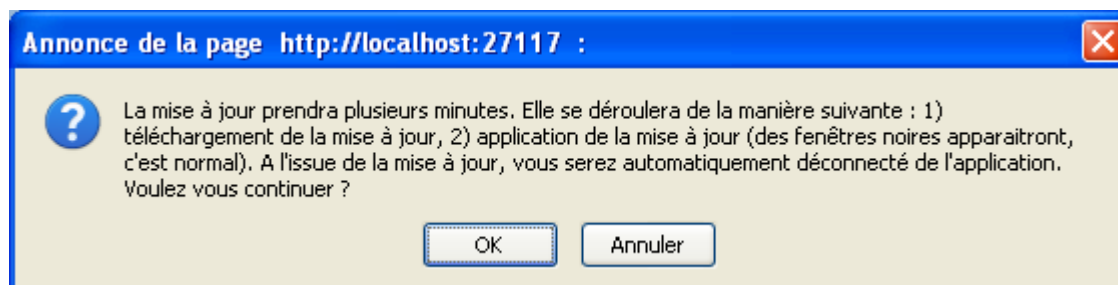 Annonce de la page http://localhost:27117 :
La mise à jour prendra plusieurs minutes. Elle se déroulera de la manière suivante : 1)
téléchargement de la mise à jour, 2) application de la mise à jour (des fenêtres noires apparaitront,
c'est normal). A l'issue de la mise à jour, vous serez automatiquement déconnecté de l'application.
Voulez vous continuer ?
OK Annuler